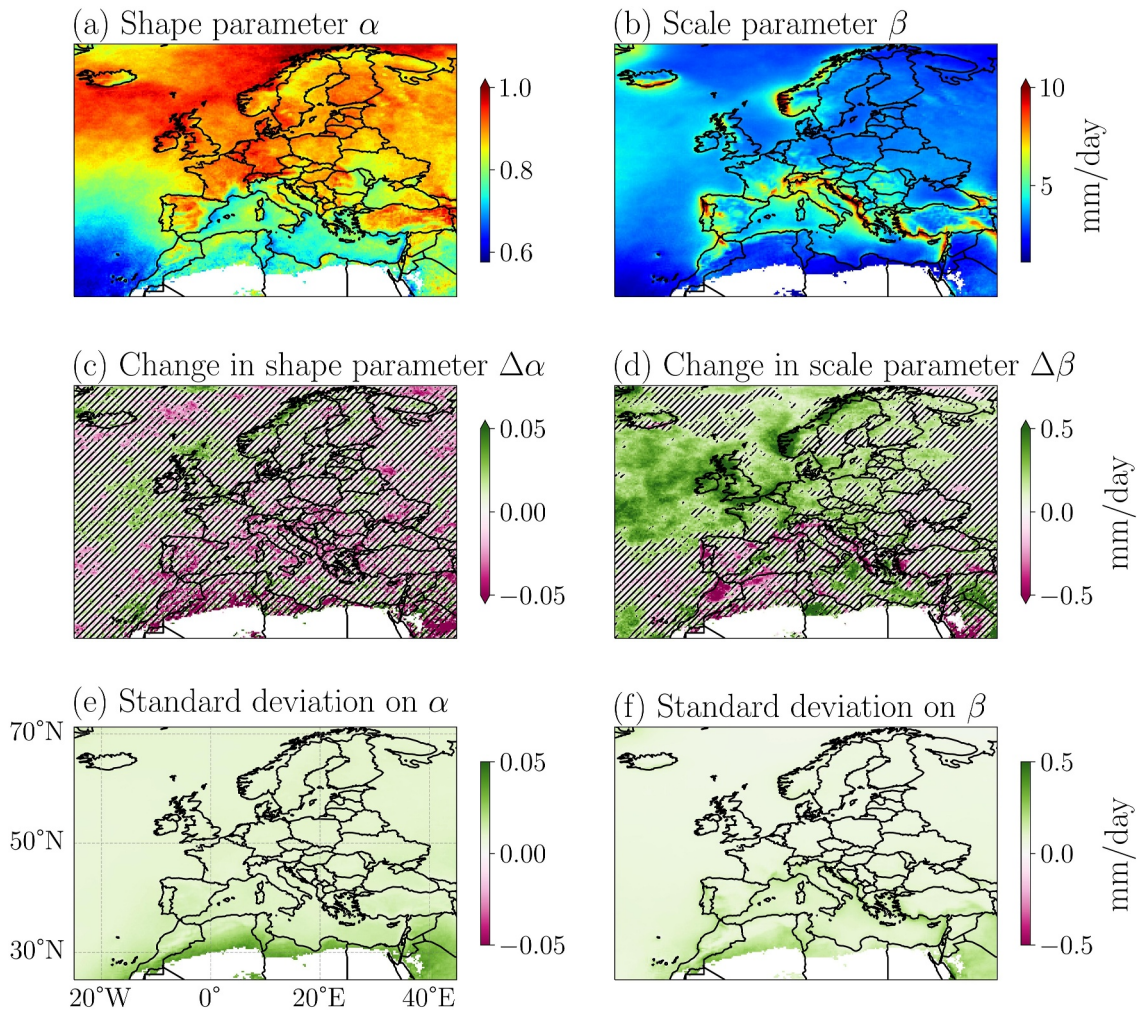 (a) Shape parameter α
(b) Scale parameter β
1.0
0.8
0.6
10
5
mm/day
(c) Change in shape parameter Δα
(d) Change in scale parameter Δβ
0.05
0.00
−0.05
0.5
0.0
−0.5
mm/day
(e) Standard deviation on α
(f) Standard deviation on β
70°N
50°N
30°N
20°W
0°
20°E
40°E
0.05
0.00
−0.05
0.5
0.0
−0.5
mm/day